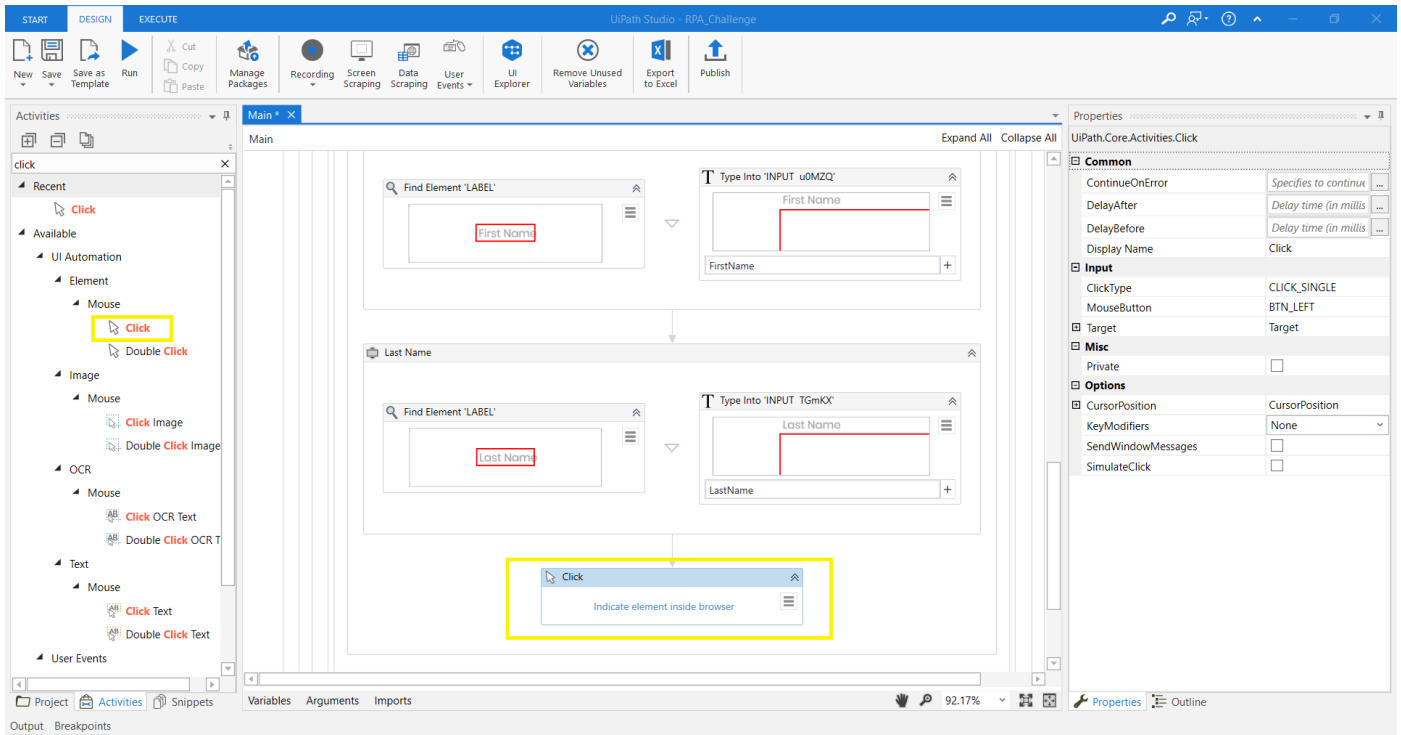 START DESIGN EXECUTE UiPath Studio - RPA_Challenge
New Save Save as Template Run Cut Copy Paste Manage Packages Recording Screen Scraping Data Scraping User Events UI Explorer Remove Unused Variables Export to Excel Publish
Activities
click
Recent
Click
Available
UI Automation
Element
Mouse
Click
Double Click
Image
Mouse
Click Image
Double Click Image
OCR
Mouse
Click OCR Text
Double Click OCR T
Text
Mouse
Click Text
Double Click Text
User Events
Project Activities Snippets
Output Breakpoints
Main *
Main Expand All Collapse All
Find Element 'LABEL'
First Name
Type Into 'INPUT u0MZQ'
First Name
FirstName
Last Name
Find Element 'LABEL'
Last Name
Type Into 'INPUT TGmKX'
Last Name
LastName
Click
Indicate element inside browser
Variables Arguments Imports 92.17%
Properties
UiPath.Core.Activities.Click
Common
ContinueOnError Specifies to continue ...
DelayAfter Delay time (in millis ...
DelayBefore Delay time (in millis ...
Display Name Click
Input
ClickType CLICK_SINGLE
MouseButton BTN_LEFT
Target Target
Misc
Private
Options
CursorPosition CursorPosition
KeyModifiers None
SendWindowMessages
SimulateClick
Properties Outline